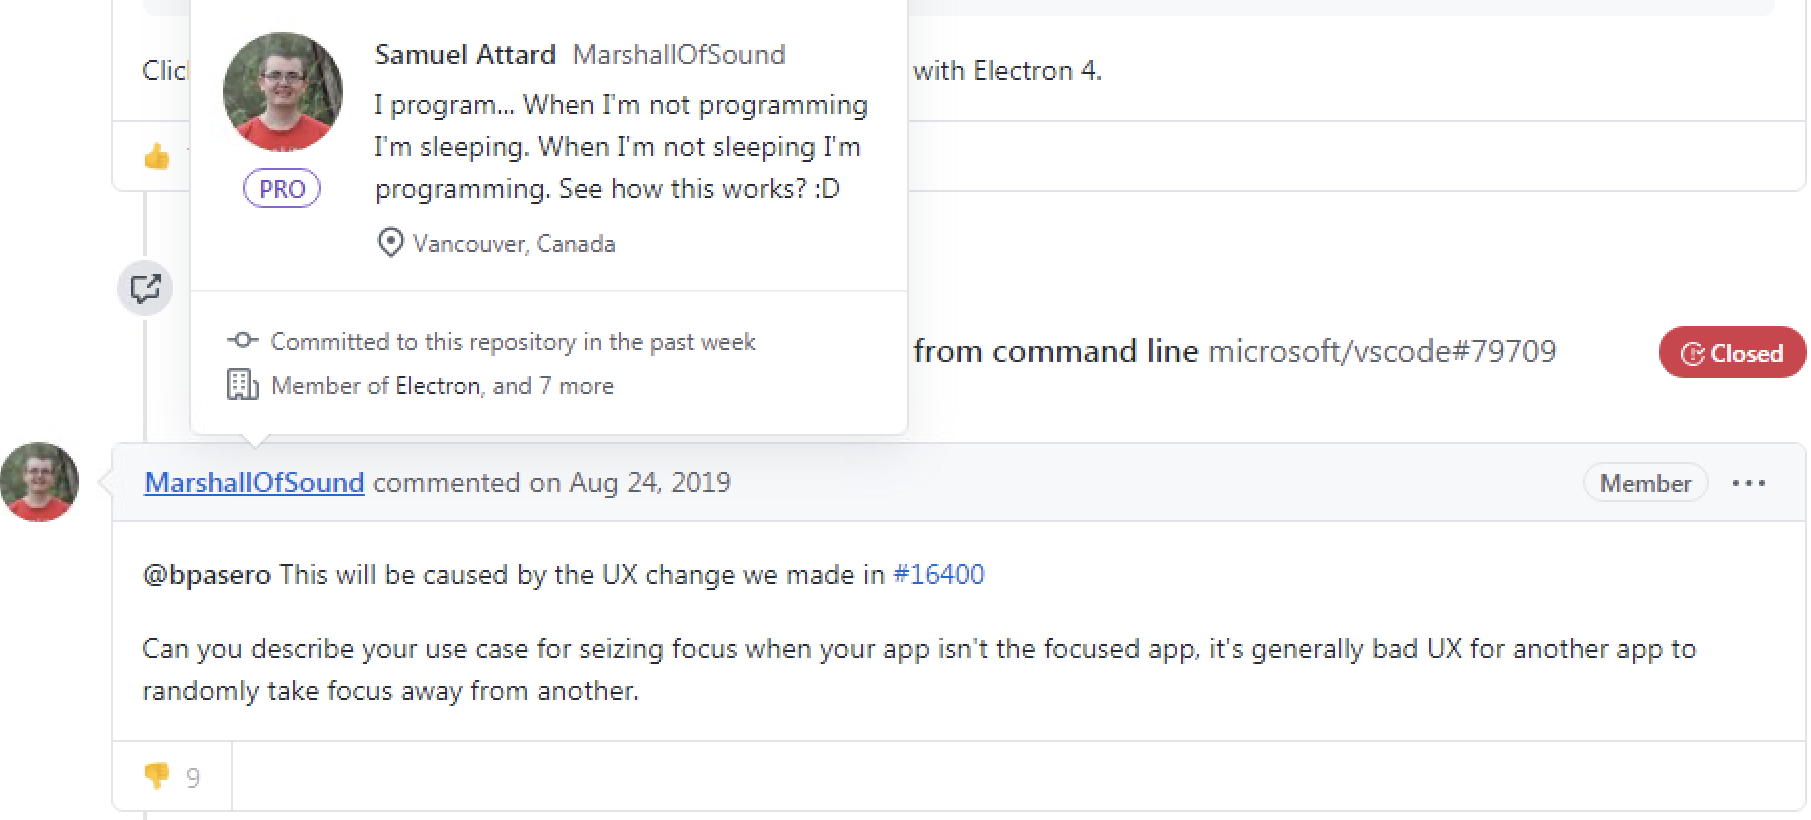 Samuel Attard MarshallOfSound
Clic
with Electron 4.
I program... When I'm not programming
I'm sleeping. When I'm not sleeping I'm
programming. See how this works? :D
PRO
Vancouver, Canada
Committed to this repository in the past week
from command line microsoft/vscode#79709
Closed
Member of Electron, and 7 more
MarshallOfSound commented on Aug 24, 2019
Member
@bpasero This will be caused by the UX change we made in #16400
Can you describe your use case for seizing focus when your app isn't the focused app, it's generally bad UX for another app to
randomly take focus away from another.
9